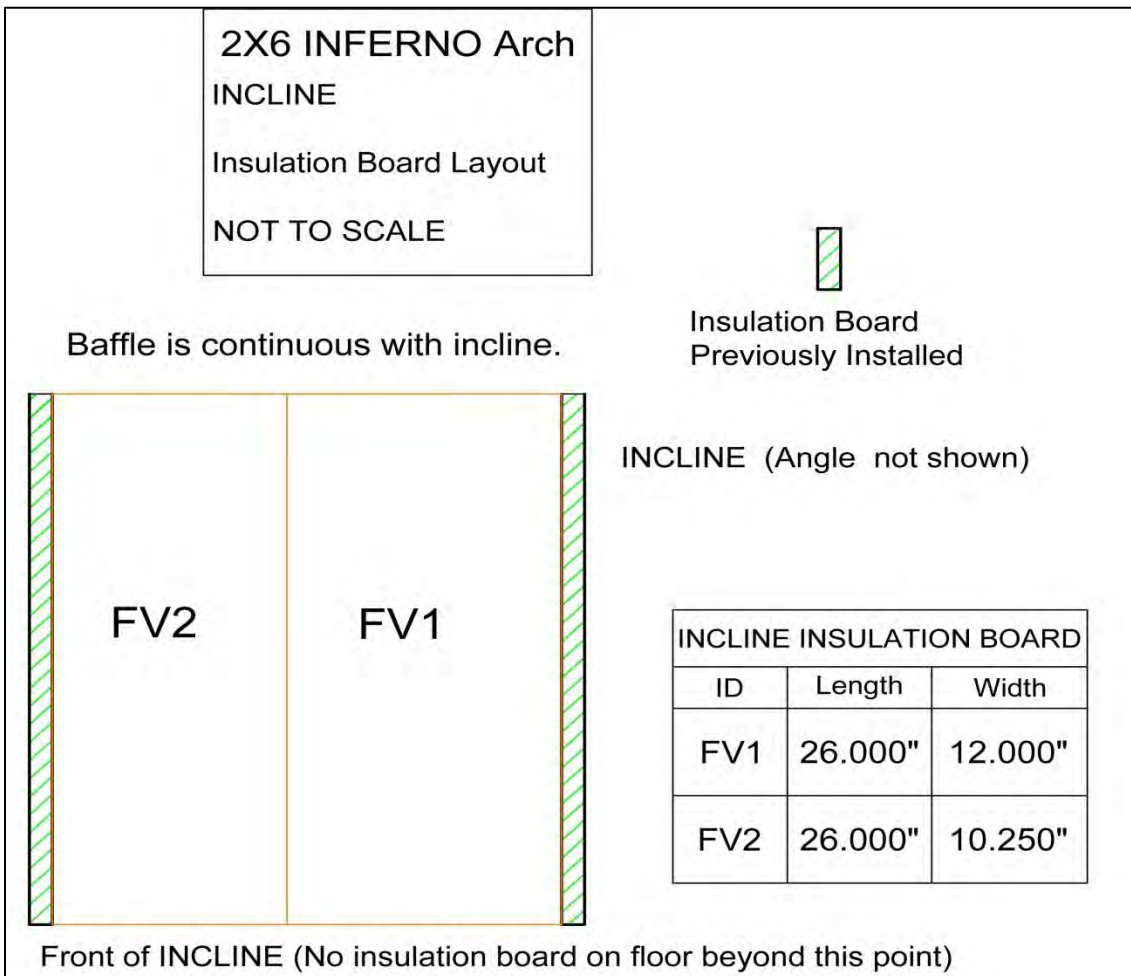 2X6 INFERNO Arch
INCLINE
Insulation Board Layout
NOT TO SCALE
Insulation Board
Previously Installed
Baffle is continuous with incline.
INCLINE (Angle not shown)
FV2 FV1
INCLINE INSULATION BOARD
ID Length Width
FV1 26.000" 12.000"
FV2 26.000" 10.250"
Front of INCLINE (No insulation board on floor beyond this point)